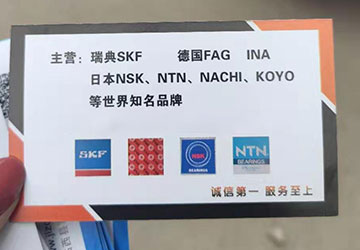 主营：瑞典SKF 德国FAG INA
日本NSK、NTN、NACHI、KOYO
等世界知名品牌
SKF
NSK
BEARINGS
NTN
BEARINGS
诚信第一 服务至上